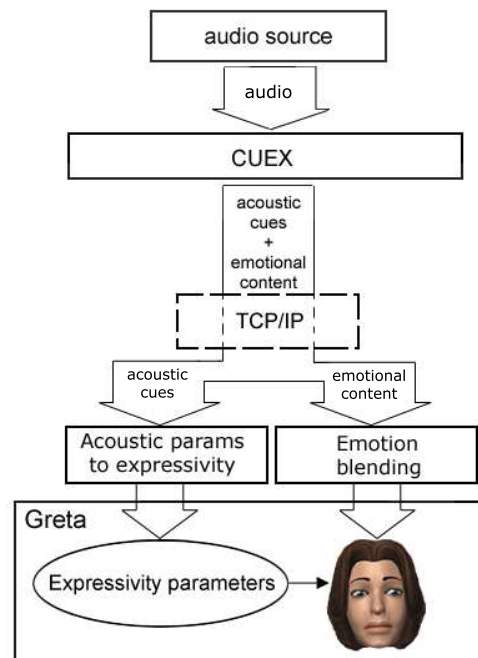 audio source
audio
CUEX
acoustic
cues
+
emotional
content
TCP/IP
acoustic
cues
emotional
content
Acoustic params
to expressivity
Emotion
blending
Greta
Expressivity parameters